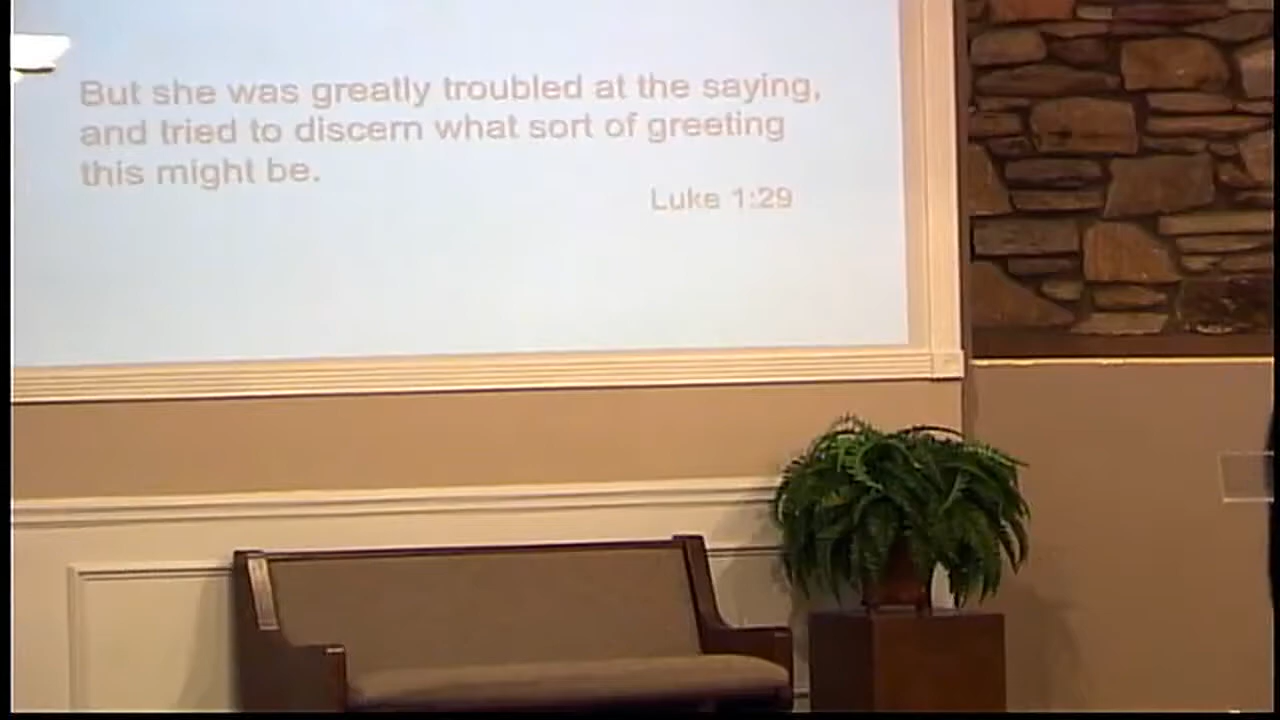 But she was greatly troubled at the saying,
and tried to discern what sort of greeting
this might be.
Luke 1:29